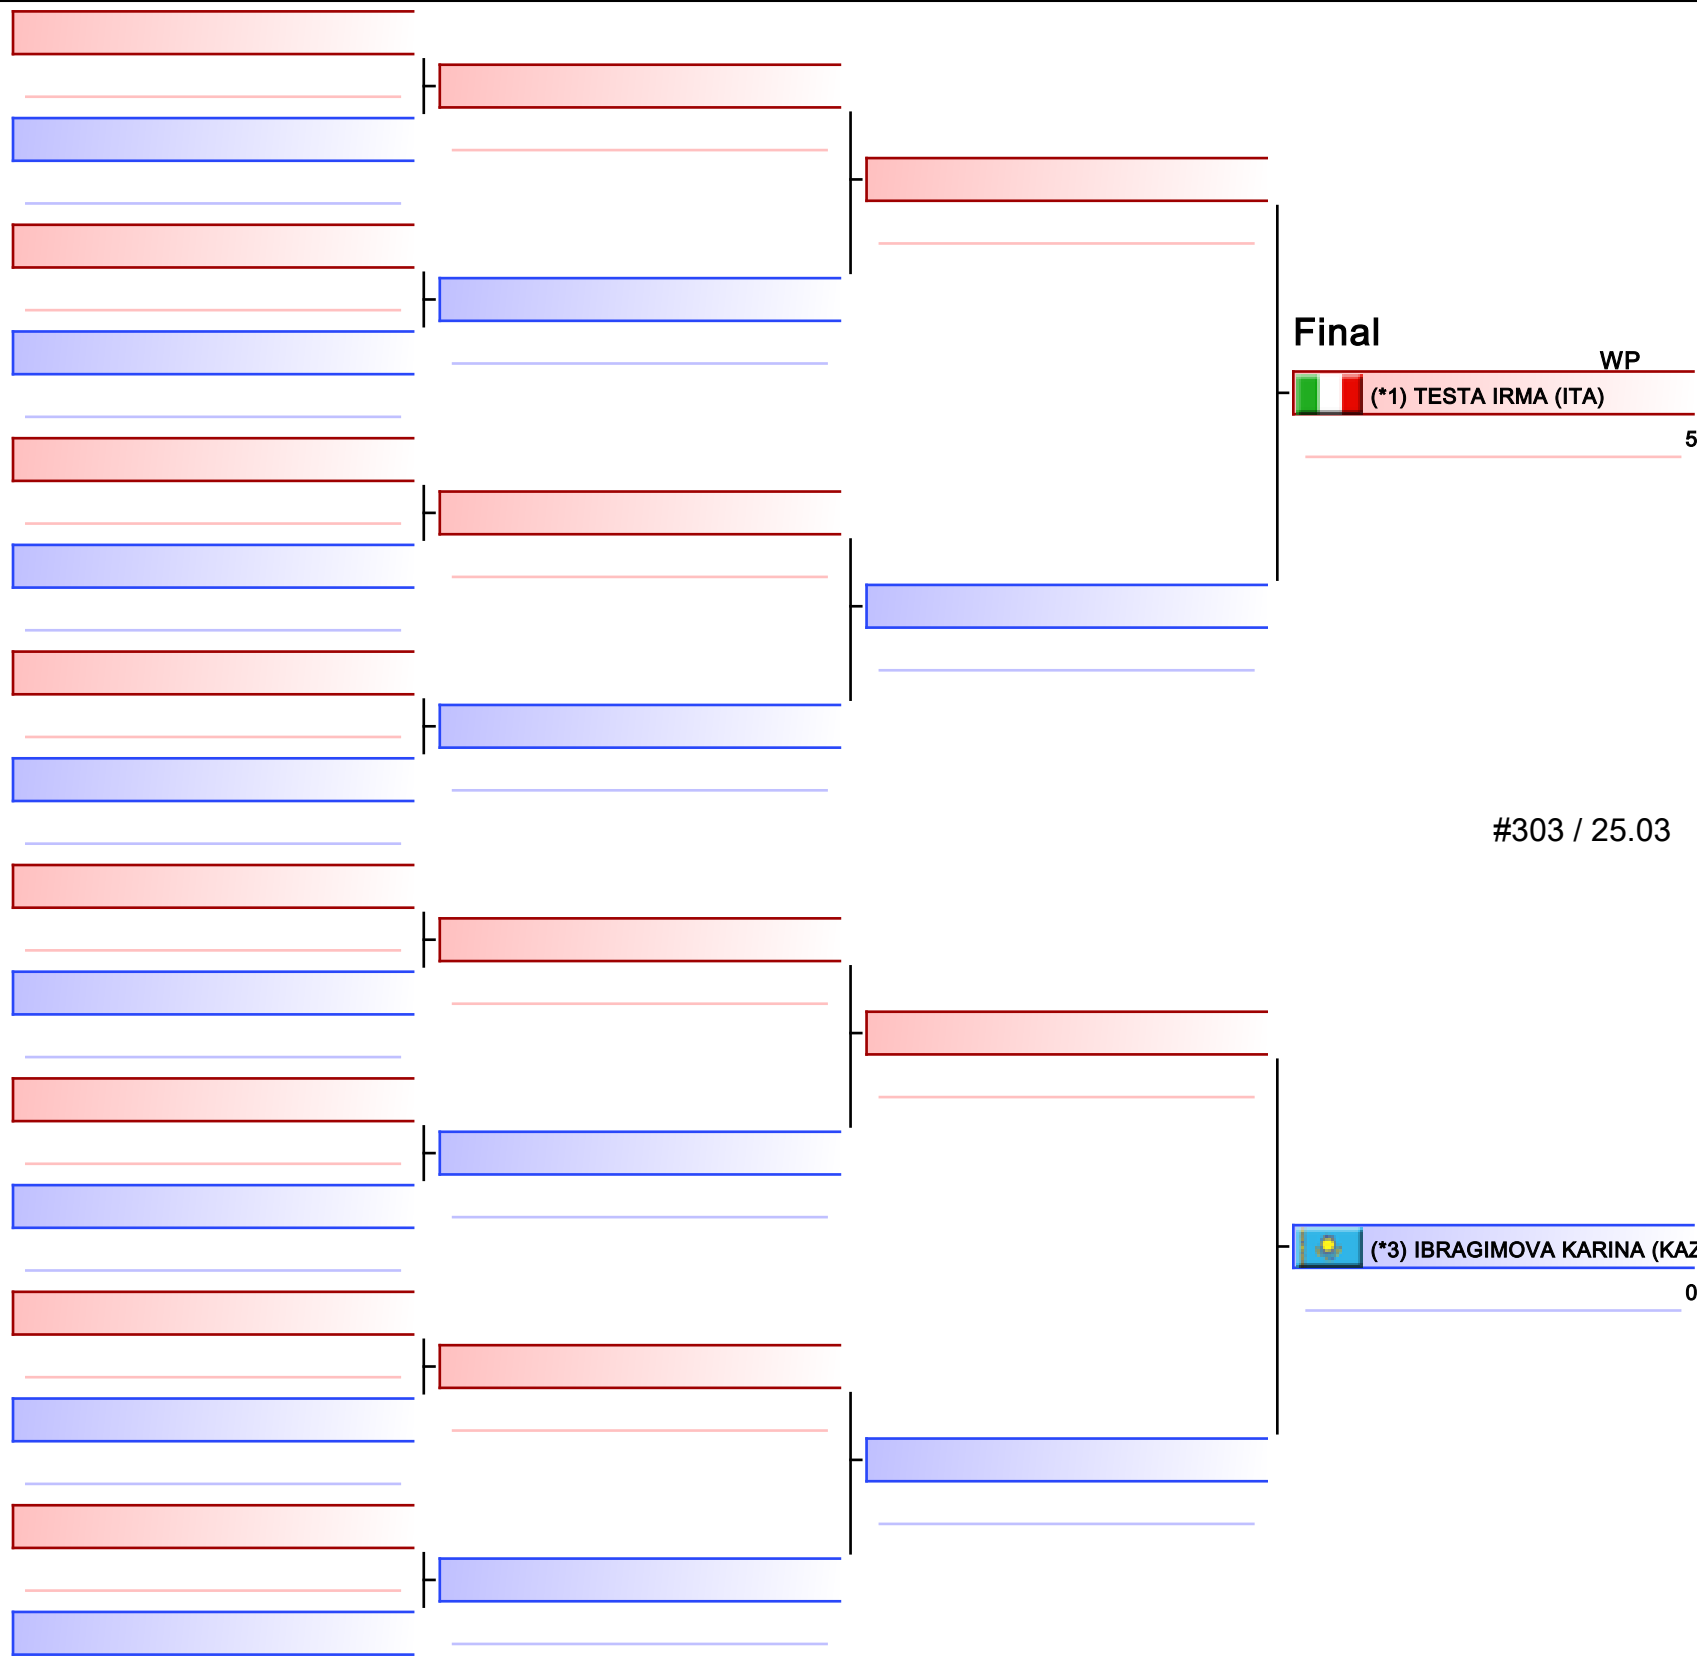 Final
WP
(*1) TESTA IRMA (ITA)
5
#303 / 25.03
(*3) IBRAGIMOVA KARINA (KAZ
0